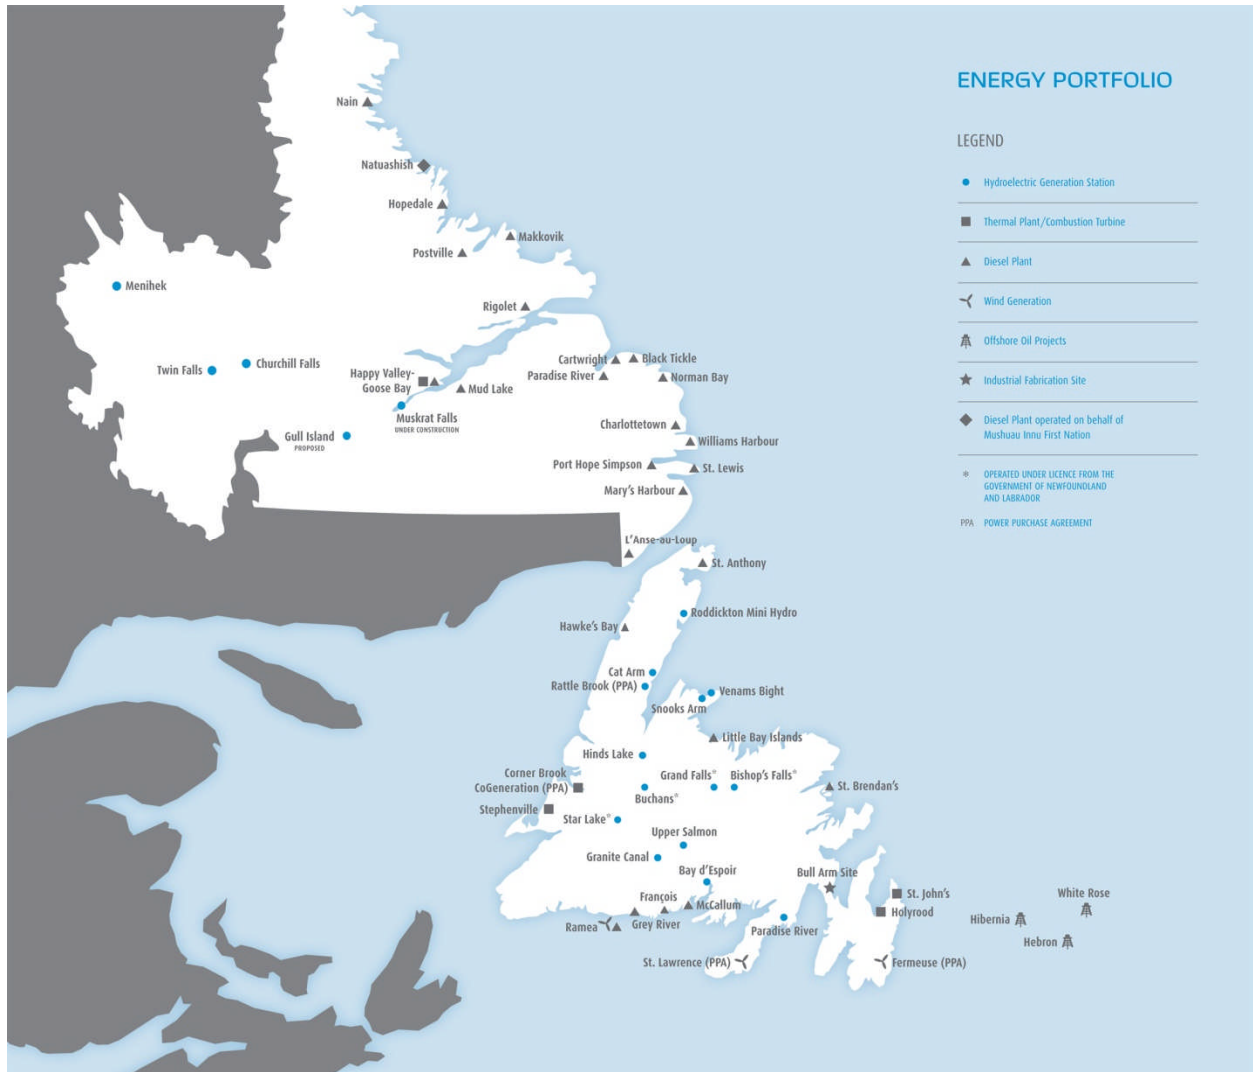 ENERGY PORTFOLIO
LEGEND
Hydroelectric Generation Station
Thermal Plant/Combustion Turbine
Diesel Plant
Wind Generation
Offshore Oil Projects
Industrial Fabrication Site
Diesel Plant operated on behalf of
Mushuau Innu First Nation
* OPERATED UNDER LICENCE FROM THE
GOVERNMENT OF NEWFOUNDLAND
AND LABRADOR
PPA POWER PURCHASE AGREEMENT
Nain
Natuashish
Hopedale
Makkovik
Postville
Menihek
Rigolet
Twin Falls
Churchill Falls
Happy Valley-
Goose Bay
Mud Lake
Cartwright
Black Tickle
Paradise River
Norman Bay
Muskrat Falls
UNDER CONSTRUCTION
Gull Island
PROPOSED
Charlottetown
Williams Harbour
Port Hope Simpson
St. Lewis
Mary's Harbour
L'Anse-au-Loup
St. Anthony
Roddickton Mini Hydro
Hawke's Bay
Cat Arm
Rattle Brook (PPA)
Venams Bight
Snooks Arm
Little Bay Islands
Hinds Lake
Corner Brook
CoGeneration (PPA)
Grand Falls*
Bishop's Falls*
Buchans*
St. Brendan's
Stephenville
Star Lake*
Upper Salmon
Granite Canal
Bay d'Espoir
Bull Arm Site
St. John's
White Rose
François
McCallum
Holyrood
Hibernia
Ramea
Grey River
Paradise River
Hebron
St. Lawrence (PPA)
Fermeuse (PPA)